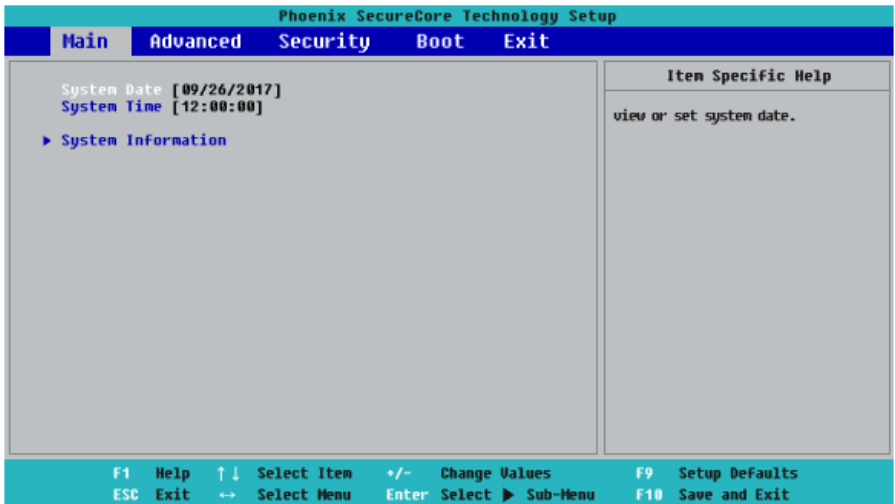 Phoenix SecureCore Technology Setup
Main Advanced Security Boot Exit
System Date [09/26/2017]
System Time [12:00:00]
▶ System Information
Item Specific Help
view or set system date.
F1 Help ↑↓ Select Item +/- Change Values F9 Setup Defaults
ESC Exit ↔ Select Menu Enter Select ▶ Sub-Menu F10 Save and Exit